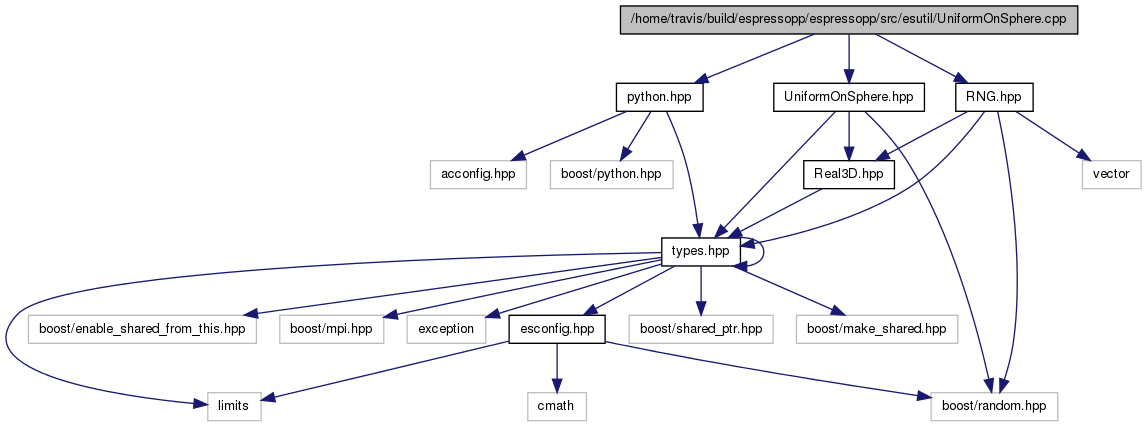 /home/travis/build/espressopp/espressopp/src/esutil/UniformOnSphere.cpp
python.hpp
UniformOnSphere.hpp
RNG.hpp
acconfig.hpp
boost/python.hpp
Real3D.hpp
vector
types.hpp
boost/enable_shared_from_this.hpp
boost/mpi.hpp
exception
esconfig.hpp
boost/shared_ptr.hpp
boost/make_shared.hpp
limits
cmath
boost/random.hpp